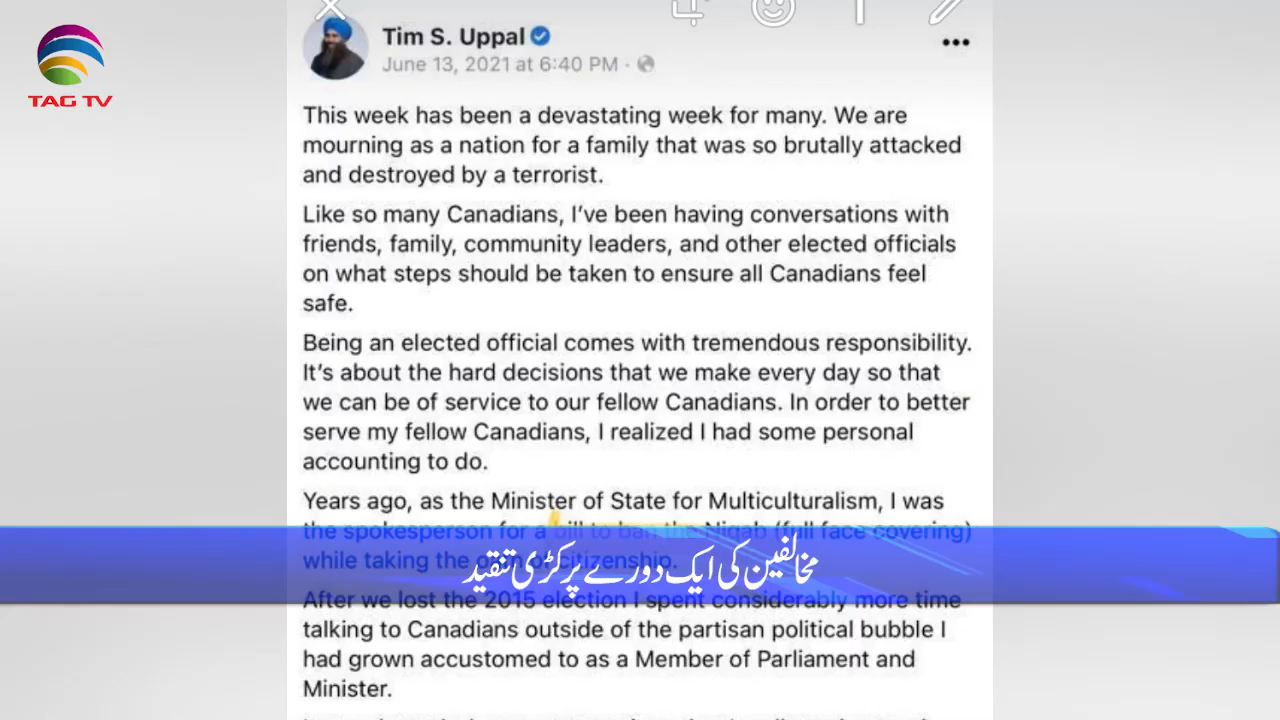 TAG TV
Tim S. Uppal
June 13, 2021 at 6:40 PM ·
This week has been a devastating week for many. We are
mourning as a nation for a family that was so brutally attacked
and destroyed by a terrorist.
Like so many Canadians, I’ve been having conversations with
friends, family, community leaders, and other elected officials
on what steps should be taken to ensure all Canadians feel
safe.
Being an elected official comes with tremendous responsibility.
It’s about the hard decisions that we make every day so that
we can be of service to our fellow Canadians. In order to better
serve my fellow Canadians, I realized I had some personal
accounting to do.
Years ago, as the Minister of State for Multiculturalism, I was
the spokesperson for a bill to ban the Niqab (full face covering)
while taking the oath of citizenship.
مخالفین کی ایک دورے پر کڑی تنقید
After we lost the 2015 election I spent considerably more time
talking to Canadians outside of the partisan political bubble I
had grown accustomed to as a Member of Parliament and
Minister.